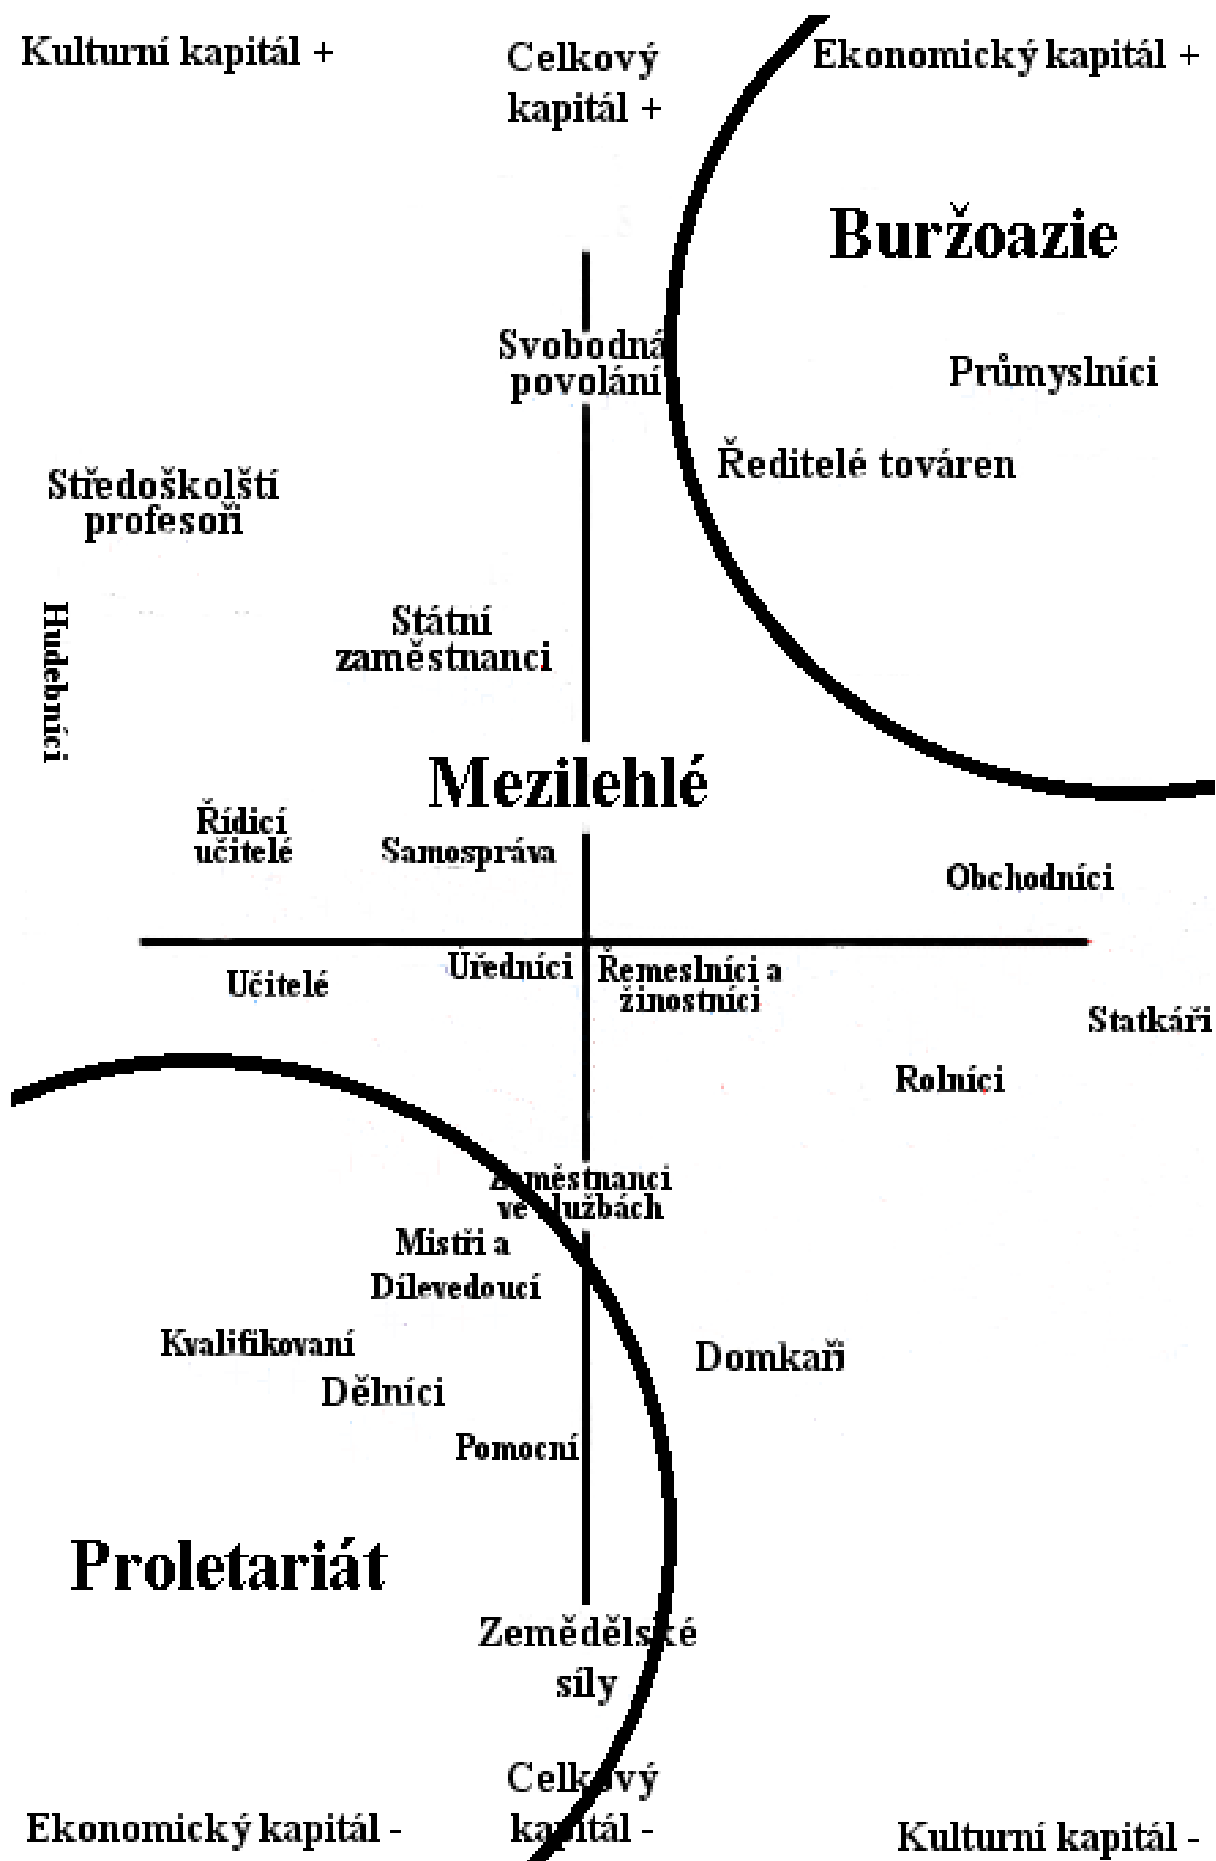 Kulturní kapitál +
Celkový
kapitál +
Ekonomický kapitál +
Buržoazie
Svobodná
povolání
Průmyslníci
Ředitelé továren
Středoškolští
profesoři
Hudebníci
Státní
zaměstnanci
Mezilehlé
Řídicí
učitelé
Samospráva
Obchodníci
Učitelé
Úředníci
Řemeslníci a
žinostníci
Statkáři
Rolníci
Zaměstnanci
ve službách
Mistři a
Dílevedoucí
Kvalifikovaní
Dělníci
Domkaři
Pomocní
Proletariát
Zemědělské
síly
Celkový
kapitál -
Ekonomický kapitál -
Kulturní kapitál -